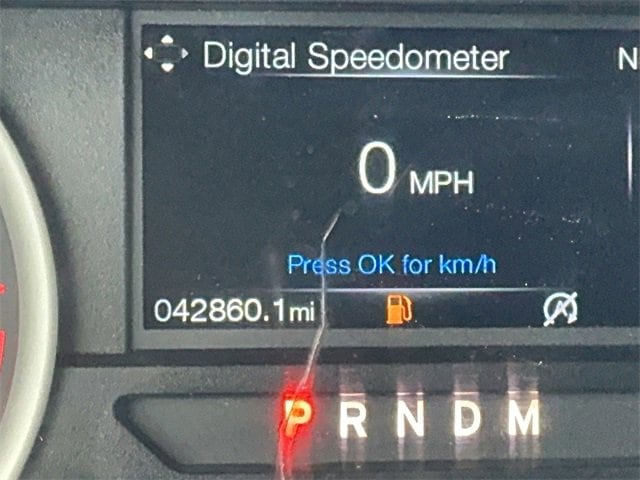 Digital Speedometer N
0 MPH
Press OK for km/h
042860.1mi
P R N D M